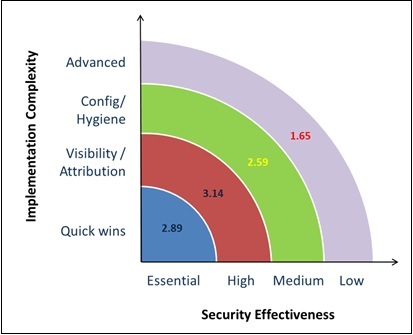 Implementation Complexity
Advanced
Config/
Hygiene
Visibility /
Attribution
Quick wins
1.65
2.59
3.14
2.89
Essential High Medium Low
Security Effectiveness